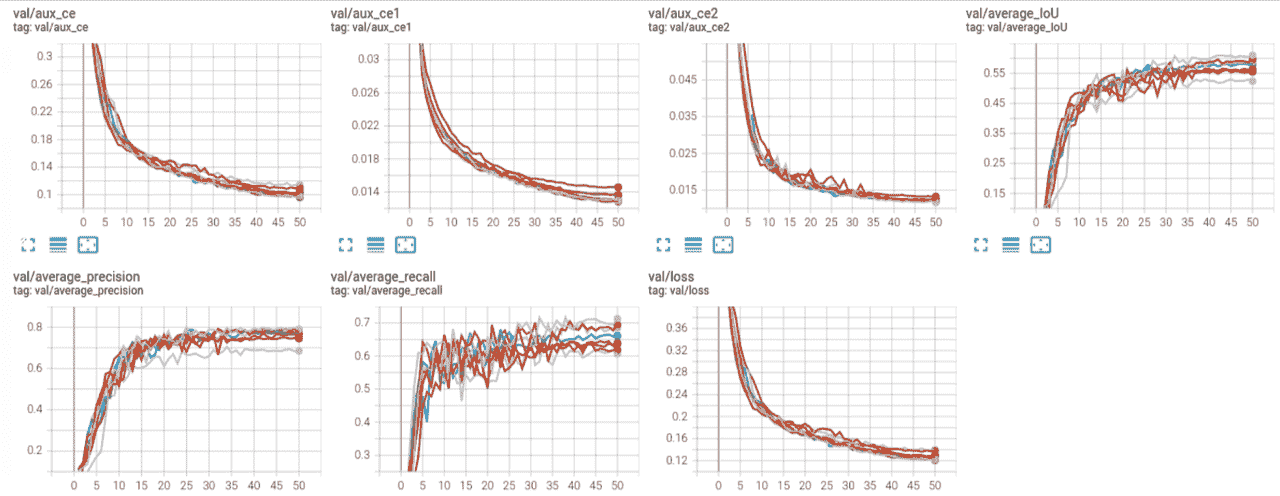 val/aux_ce
tag: val/aux_ce
0.3
0.26
0.22
0.18
0.14
0.1
0 5 10 15 20 25 30 35 40 45 50
val/aux_ce1
tag: val/aux_ce1
0.03
0.026
0.022
0.018
0.014
0 5 10 15 20 25 30 35 40 45 50
val/aux_ce2
tag: val/aux_ce2
0.045
0.035
0.025
0.015
0 5 10 15 20 25 30 35 40 45 50
val/average_IoU
tag: val/average_IoU
0.55
0.45
0.35
0.25
0.15
0 5 10 15 20 25 30 35 40 45 50
val/average_precision
tag: val/average_precision
0.8
0.6
0.4
0.2
0 5 10 15 20 25 30 35 40 45 50
val/average_recall
tag: val/average_recall
0.7
0.6
0.5
0.4
0.3
0 5 10 15 20 25 30 35 40 45 50
val/loss
tag: val/loss
0.36
0.32
0.28
0.24
0.2
0.16
0.12
0 5 10 15 20 25 30 35 40 45 50